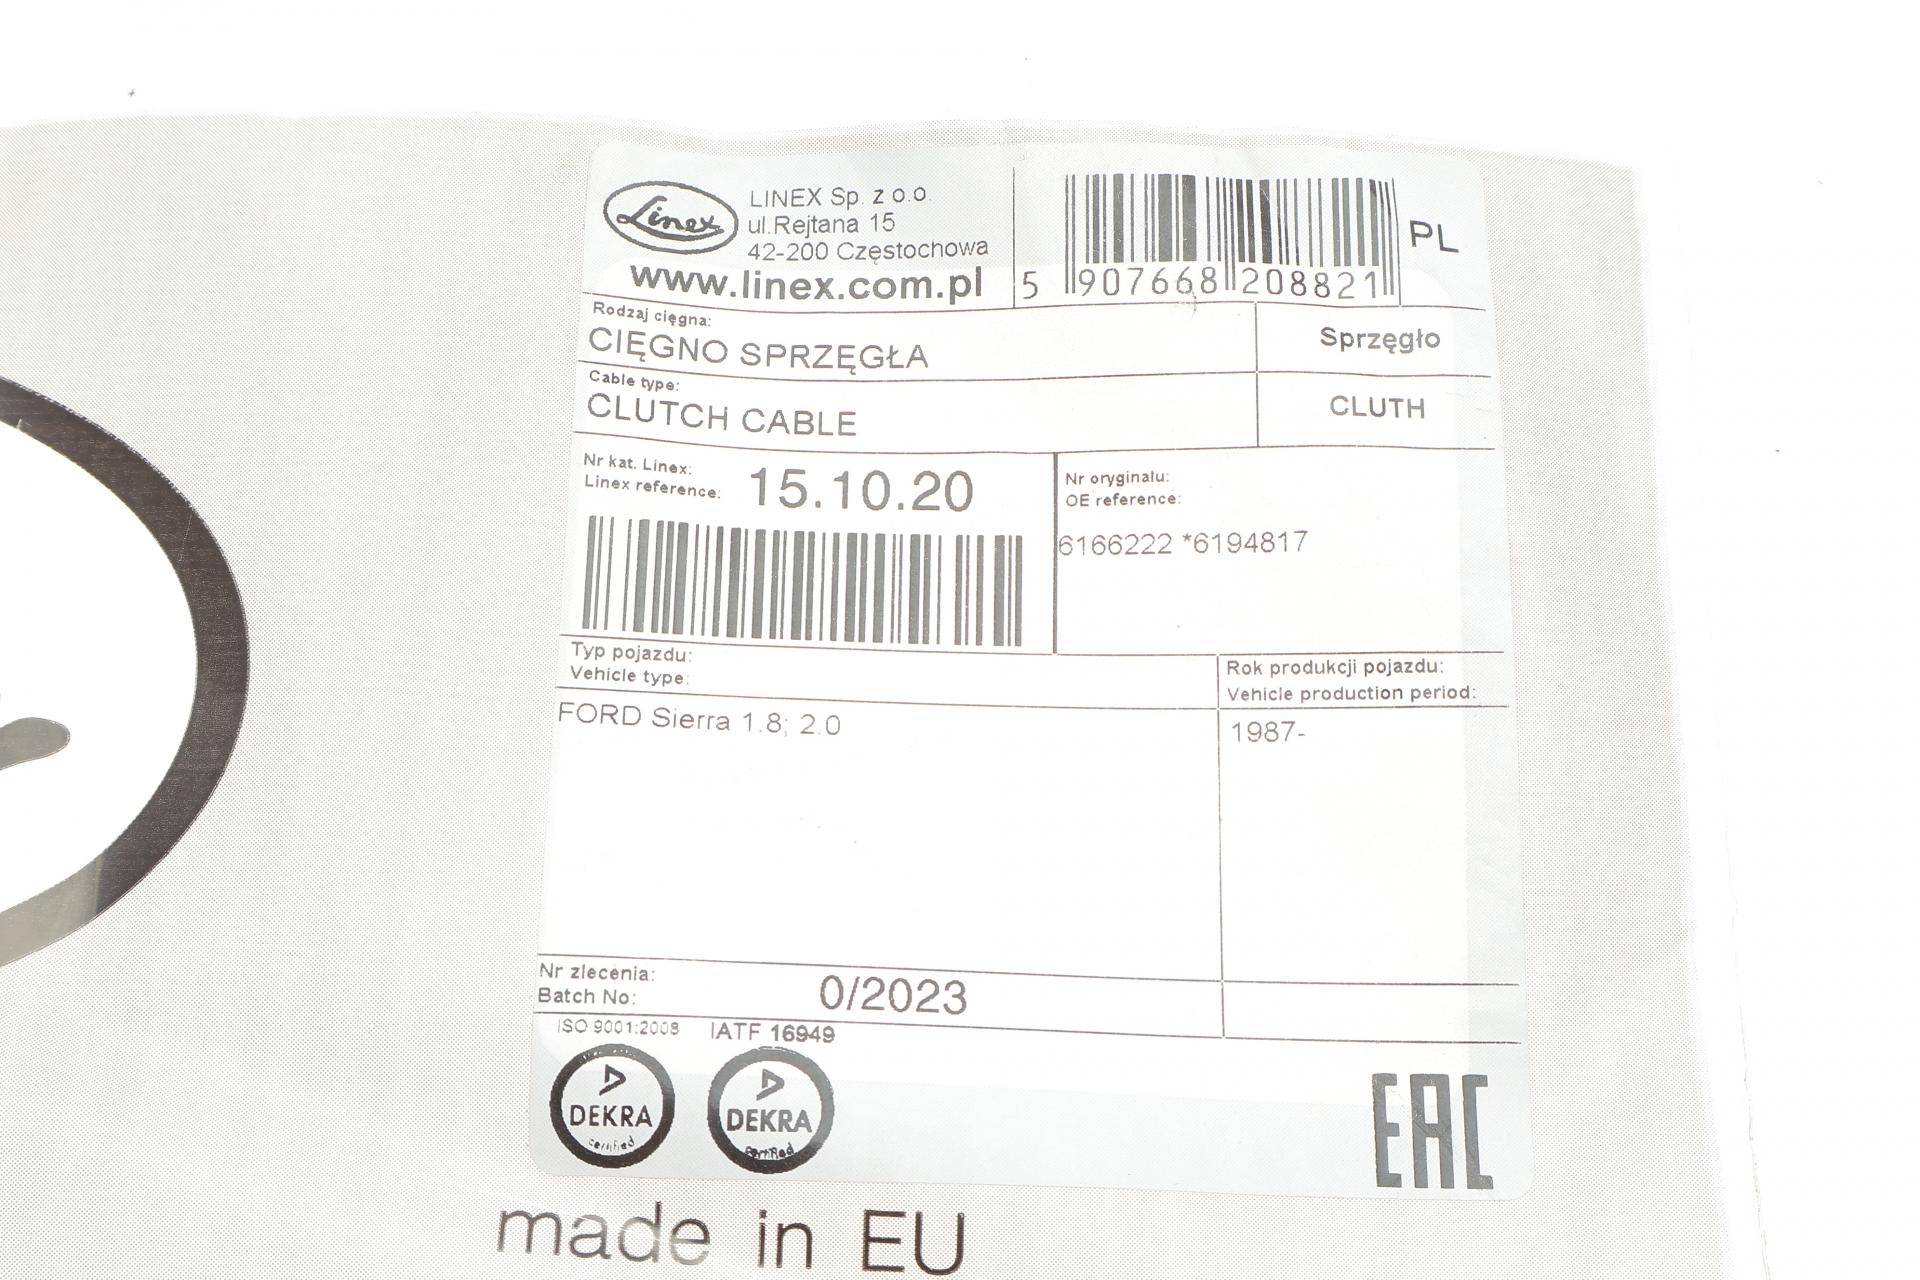 Linex
LINEX Sp. z o.o.
ul.Rejtana 15
42-200 Częstochowa
www.linex.com.pl
5 907668 208821
PL
Rodzaj cięgna:
CIĘGNO SPRZĘGŁA
Sprzęgło
Cable type:
CLUTCH CABLE
CLUTH
Nr kat. Linex:
Linex reference:
15.10.20
Nr oryginału:
OE reference:
6166222 *6194817
Typ pojazdu:
Vehicle type:
Rok produkcji pojazdu:
Vehicle production period:
FORD Sierra 1.8; 2.0
1987-
Nr zlecenia:
Batch No:
0/2023
ISO 9001:2008 IATF 16949
DEKRA
certified
DEKRA
certified
EAC
made in EU